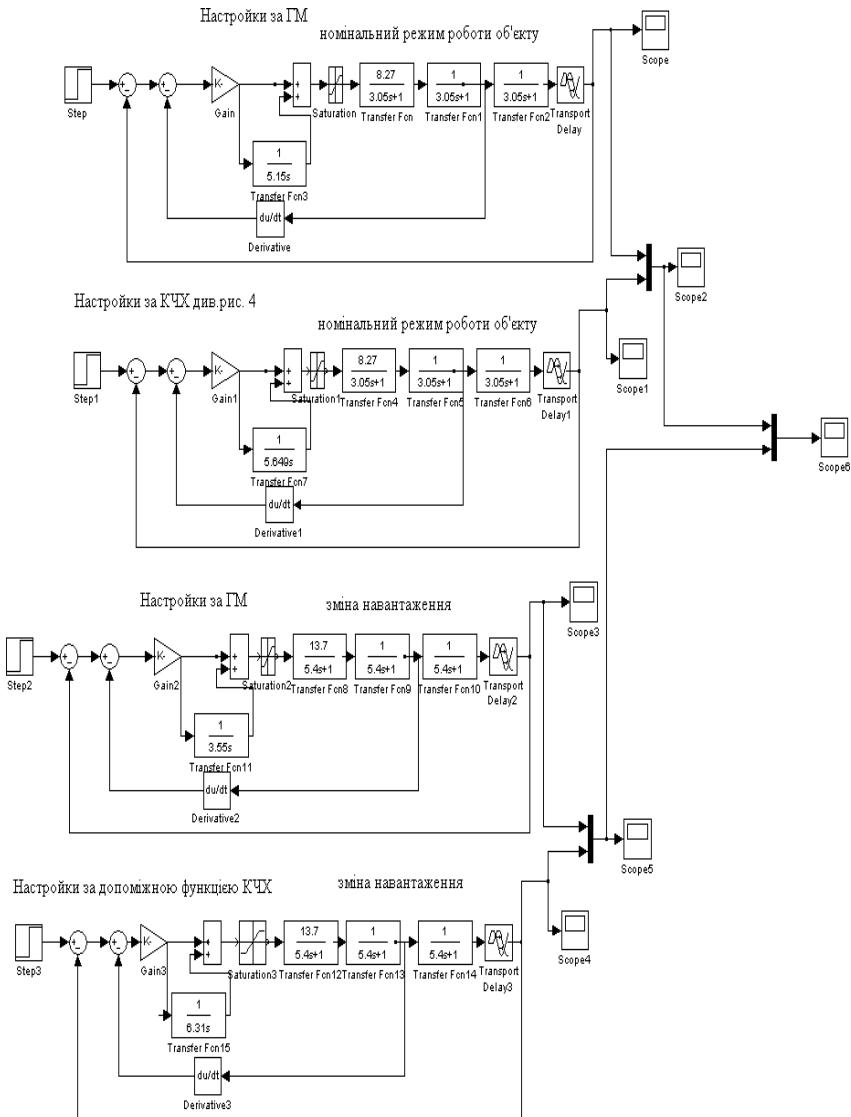 Настройки за ГМ
номінальний режим роботи об'єкту
Scope
Step
+
-
+
-
K-
Gain
+
+
Saturation
8.27
3.05s+1
Transfer Fcn
1
3.05s+1
Transfer Fcn1
1
3.05s+1
Transfer Fcn2
Transport
Delay
1
5.15s
Transfer Fcn3
du/dt
Derivative
Scope2
Настройки за КЧХ див.рис. 4
номінальний режим роботи об'єкту
Step1
+
-
+
-
K-
Gain1
+
+
Saturation1
8.27
3.05s+1
Transfer Fcn4
1
3.05s+1
Transfer Fcn5
1
3.05s+1
Transfer Fcn6
Transport
Delay1
Scope1
1
5.649s
Transfer Fcn7
du/dt
Derivative1
Scope6
Настройки за ГМ
зміна навантаження
Scope3
Step2
+
-
+
-
K-
Gain2
+
+
Saturation2
13.7
5.4s+1
Transfer Fcn8
1
5.4s+1
Transfer Fcn9
1
5.4s+1
Transfer Fcn10
Transport
Delay2
1
3.55s
Transfer Fcn11
du/dt
Derivative2
Scope5
Настройки за допоміжною функцією КЧХ
зміна навантаження
Step3
+
-
+
-
K-
Gain3
+
+
Saturation3
13.7
5.4s+1
Transfer Fcn12
1
5.4s+1
Transfer Fcn13
1
5.4s+1
Transfer Fcn14
Transport
Delay3
Scope4
1
6.31s
Transfer Fcn15
du/dt
Derivative3